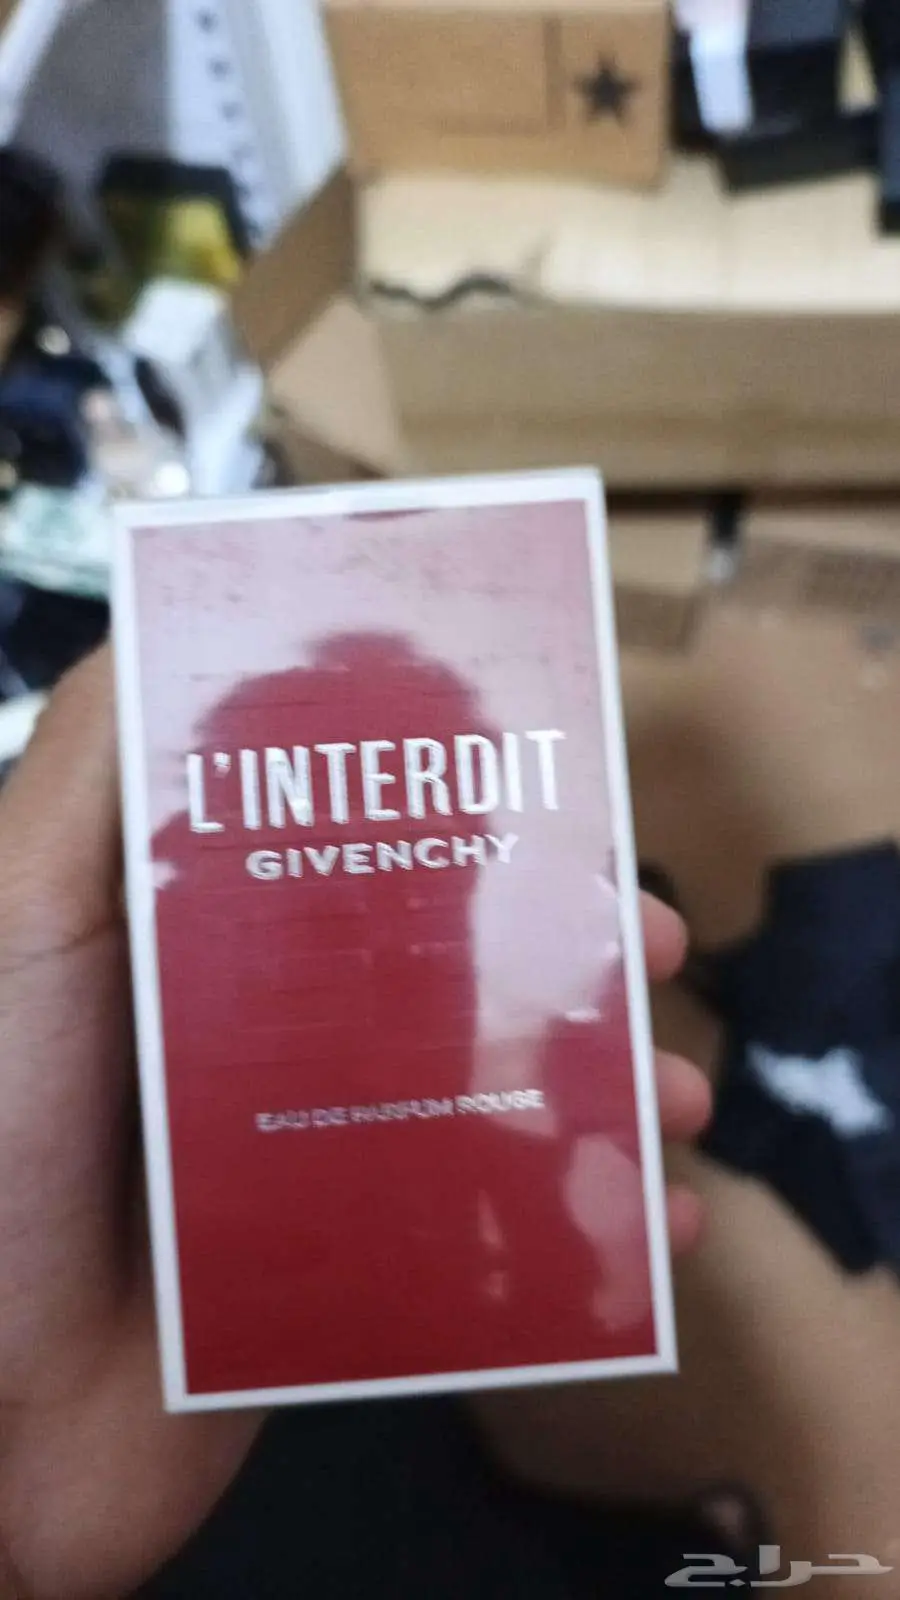 L'INTERDIT
GIVENCHY
EAU DE PARFUM ROUGE
حراج